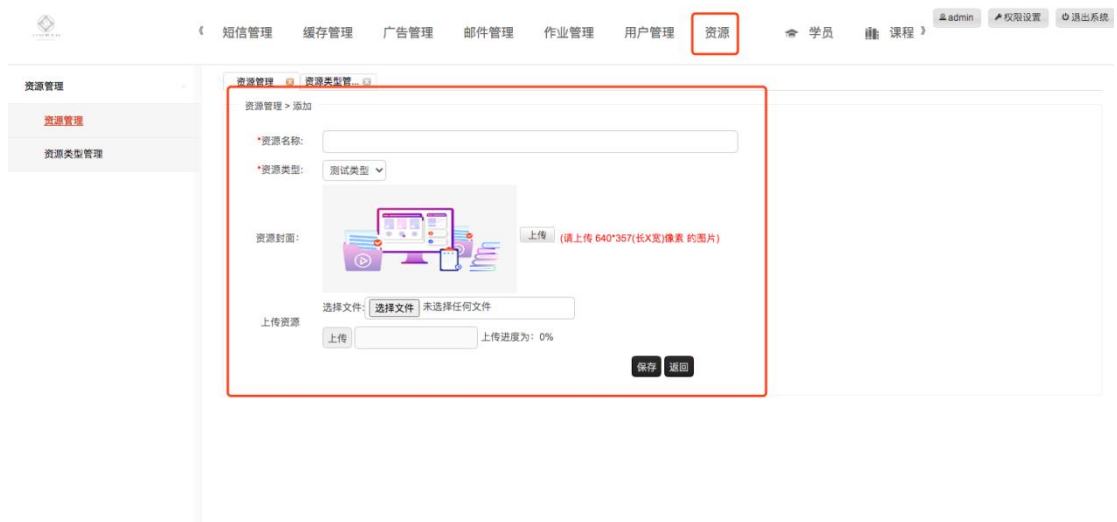 admin 权限设置 退出系统
《 短信管理 缓存管理 广告管理 邮件管理 作业管理 用户管理 资源 学员 课程 》
资源管理
资源管理
资源类型管理
资源管理 资源类型管...
资源管理 > 添加
*资源名称:
*资源类型: 测试类型
资源封面: 上传 (请上传 640*357(长X宽)像素 的图片)
上传资源
选择文件: 选择文件 未选择任何文件
上传 上传进度为: 0%
保存 返回